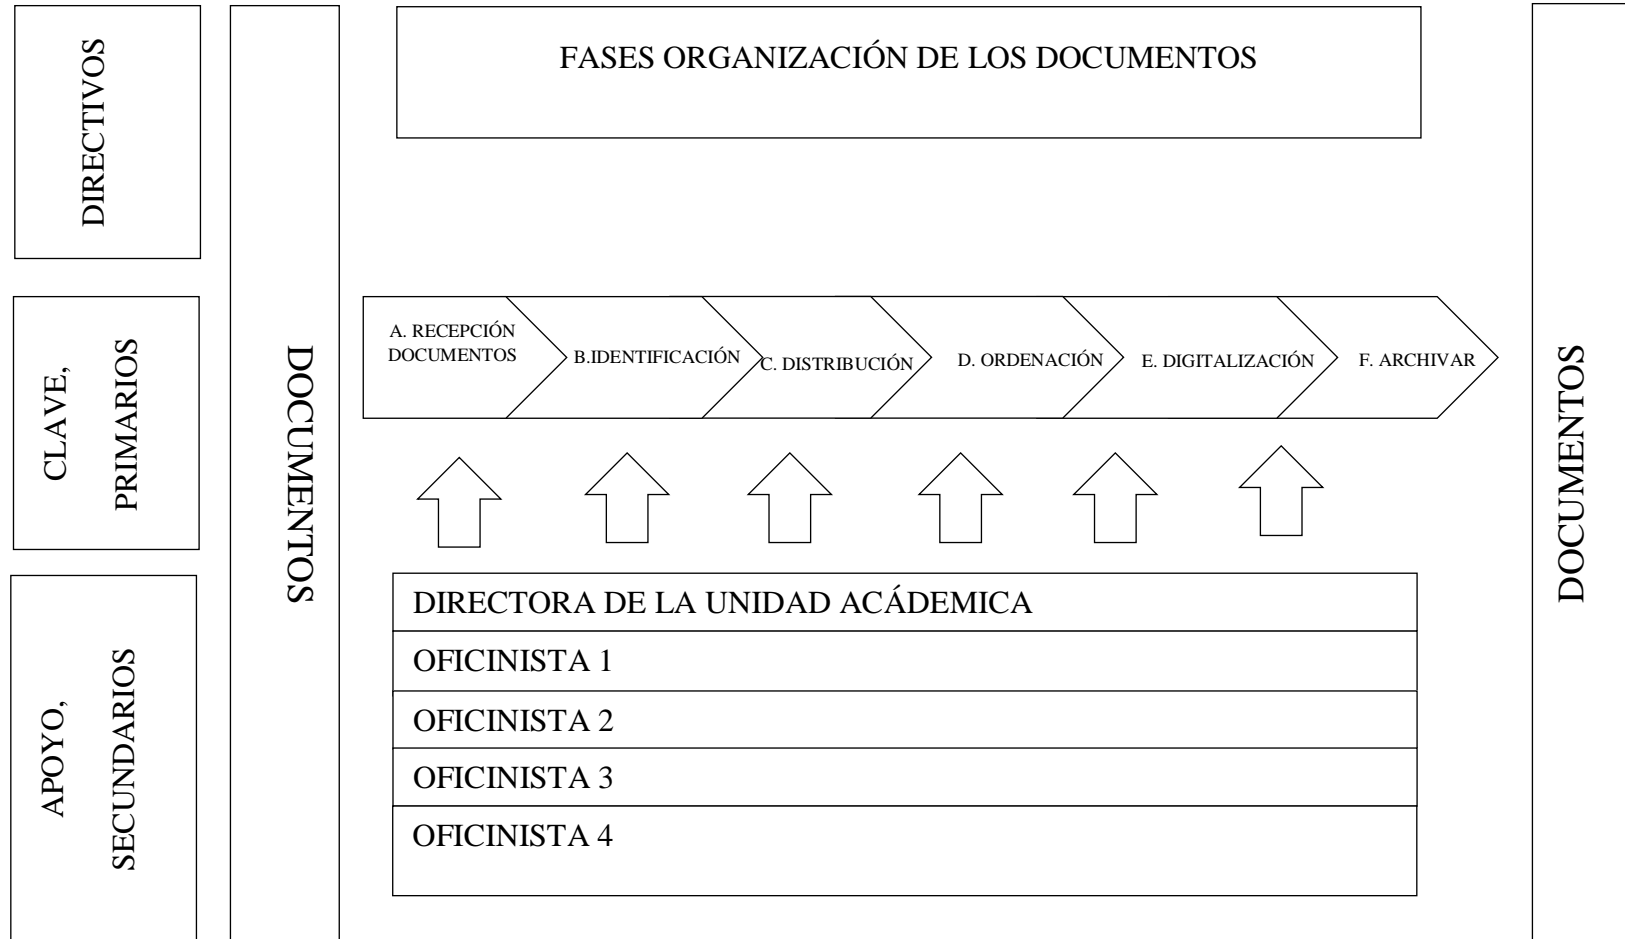 DIRECTIVOS
FASES ORGANIZACIÓN DE LOS DOCUMENTOS
CLAVE,
PRIMARIOS
DOCUMENTOS
A. RECEPCIÓN
DOCUMENTOS
B.IDENTIFICACIÓN
C. DISTRIBUCIÓN
D. ORDENACIÓN
E. DIGITALIZACIÓN
F. ARCHIVAR
DOCUMENTOS
APOYO,
SECUNDARIOS
DIRECTORA DE LA UNIDAD ACÁDEMICA
OFICINISTA 1
OFICINISTA 2
OFICINISTA 3
OFICINISTA 4